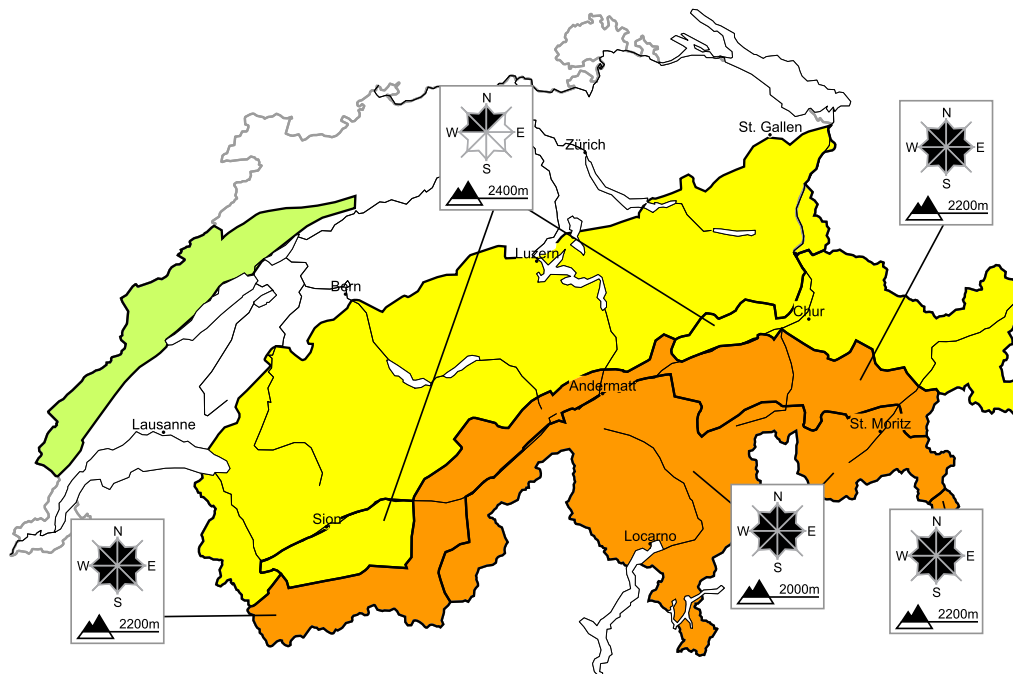 N
W E
S
2400m
N
W E
S
2200m
St. Gallen
Zürich
Luzern
Bern
Chur
Andermatt
Lausanne
St. Moritz
Sion
Locarno
N
W E
S
2200m
N
W E
S
2000m
N
W E
S
2200m